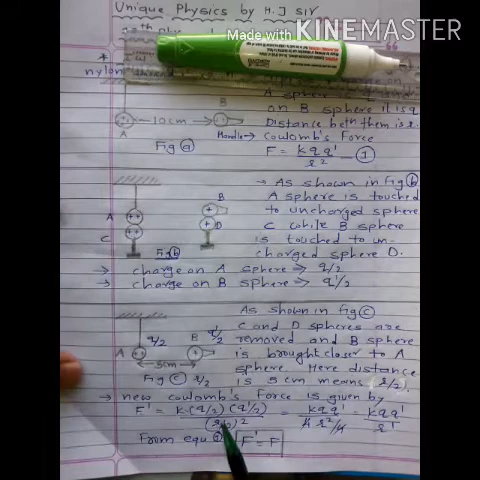 Unique Physics by H.J SIR
Made with KINEMASTER
nylon
A
on B sphere it is q
Distance betn them is r.
Coulomb's Force
F = kqq'/r² — ①
10cm
B
A
Handle
Fig ⓐ
→ As shown in Fig ⓑ
A sphere is touched
to uncharged sphere
C while B sphere
is touched to un-
charged sphere D.
A
C
B
D
Fig ⓑ
→ charge on A sphere ⇒ q/2
→ charge on B sphere ⇒ q'/2
As shown in fig ⓒ
C and D spheres are
removed and B sphere
is brought closer to A
sphere. Here distance
is 5 cm means r/2)
q/2
q'/2
A
B
5cm
Fig ⓒ r/2
→ new coulomb's Force is given by
F' = k·(q/2)(q'/2)/(r/2)² = kqq'/4 r²/4 = kqq'/r'
From equ ① F' = F